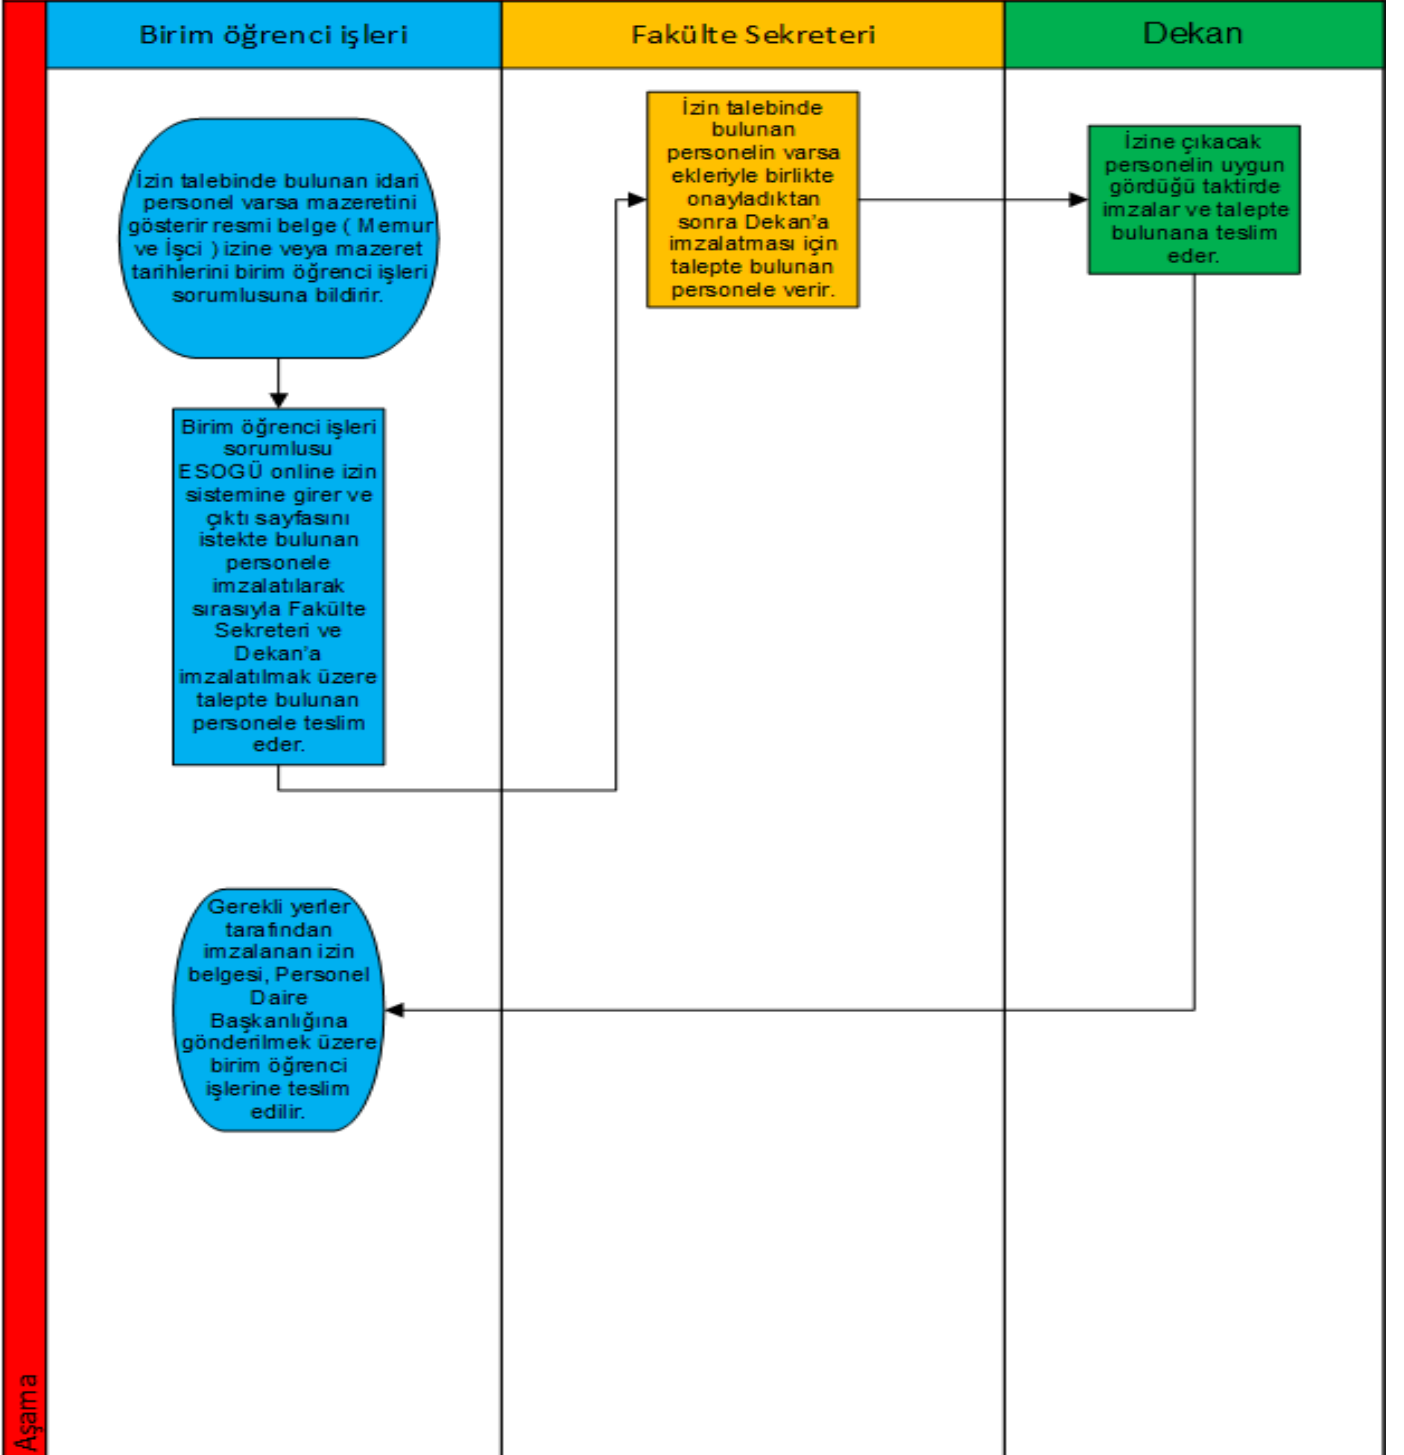 Birim öğrenci işleri
Fakülte Sekreteri
Dekan
İzin talebinde bulunan idari
personel varsa mazeretini
gösterir resmi belge ( Memur
ve İşci ) izine veya mazeret
tarihlerini birim öğrenci işleri
sorumlusuna bildirir.
Birim öğrenci işleri
sorumlusu
ESOGÜ online izin
sistemine girer ve
çıktı sayfasını
istekte bulunan
personele
imzalatılarak
sırasıyla Fakülte
Sekreteri ve
Dekan’a
imzalatılmak üzere
talepte bulunan
personele teslim
eder.
İzin talebinde
bulunan
personelin varsa
ekleriyle birlikte
onayladıktan
sonra Dekan’a
imzalatması için
talepte bulunan
personele verir.
İzine çıkacak
personelin uygun
gördüğü taktirde
imzalar ve talepte
bulunana teslim
eder.
Gerekli yerler
tarafından
imzalanan izin
belgesi, Personel
Daire
Başkanlığına
gönderilmek üzere
birim öğrenci
işlerine teslim
edilir.
Aşama